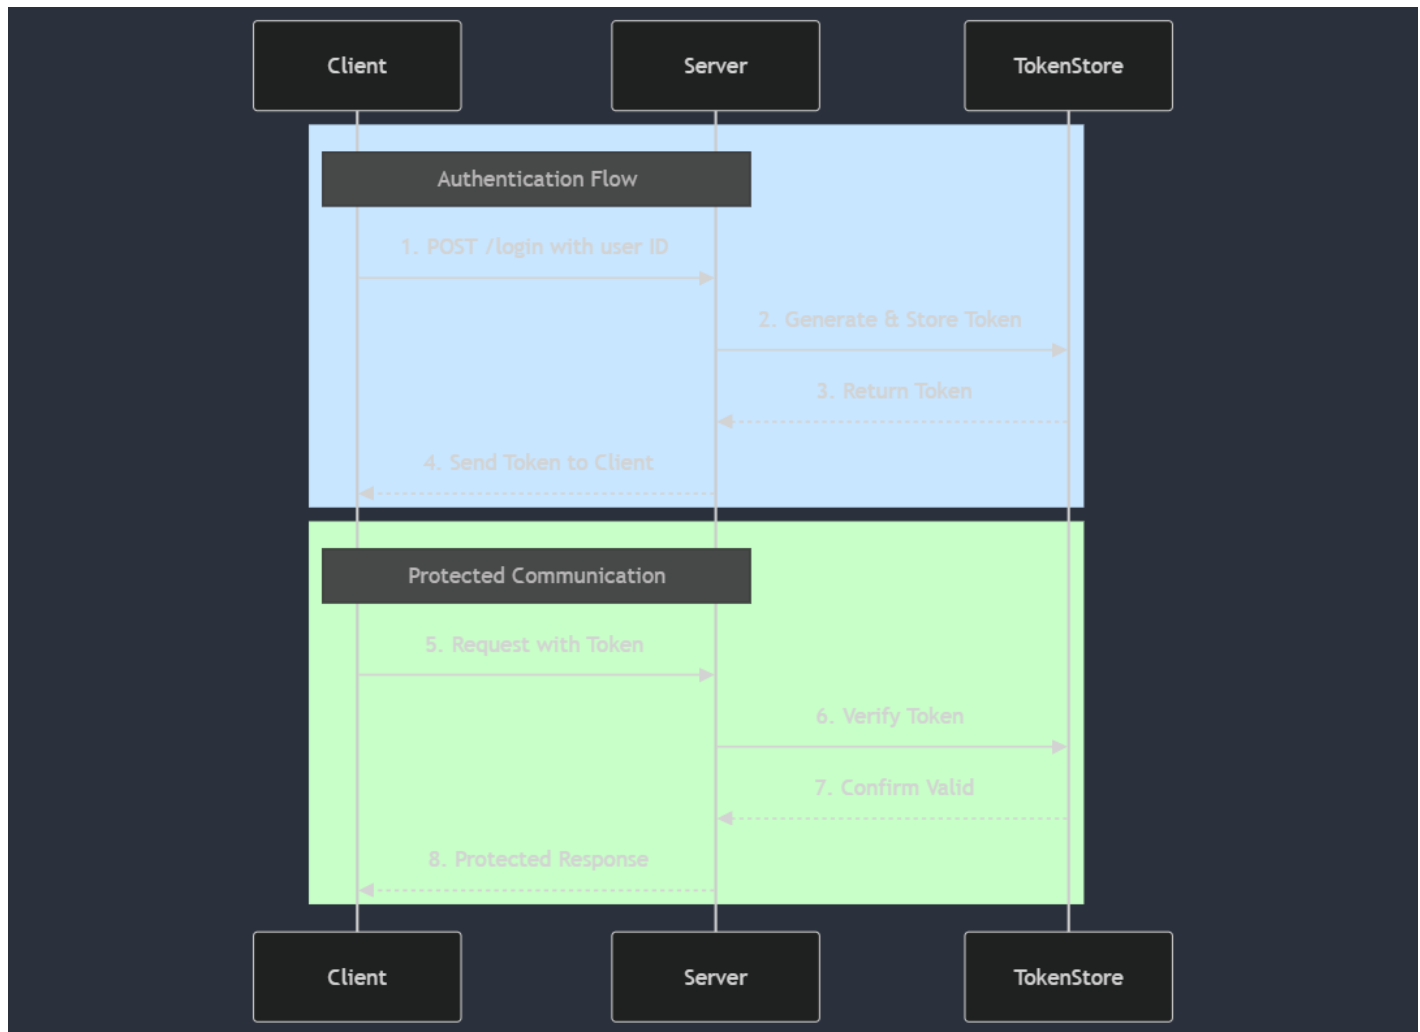 Client
Server
TokenStore
Authentication Flow
1. POST /login with user ID
2. Generate & Store Token
3. Return Token
4. Send Token to Client
Protected Communication
5. Request with Token
6. Verify Token
7. Confirm Valid
8. Protected Response
Client
Server
TokenStore